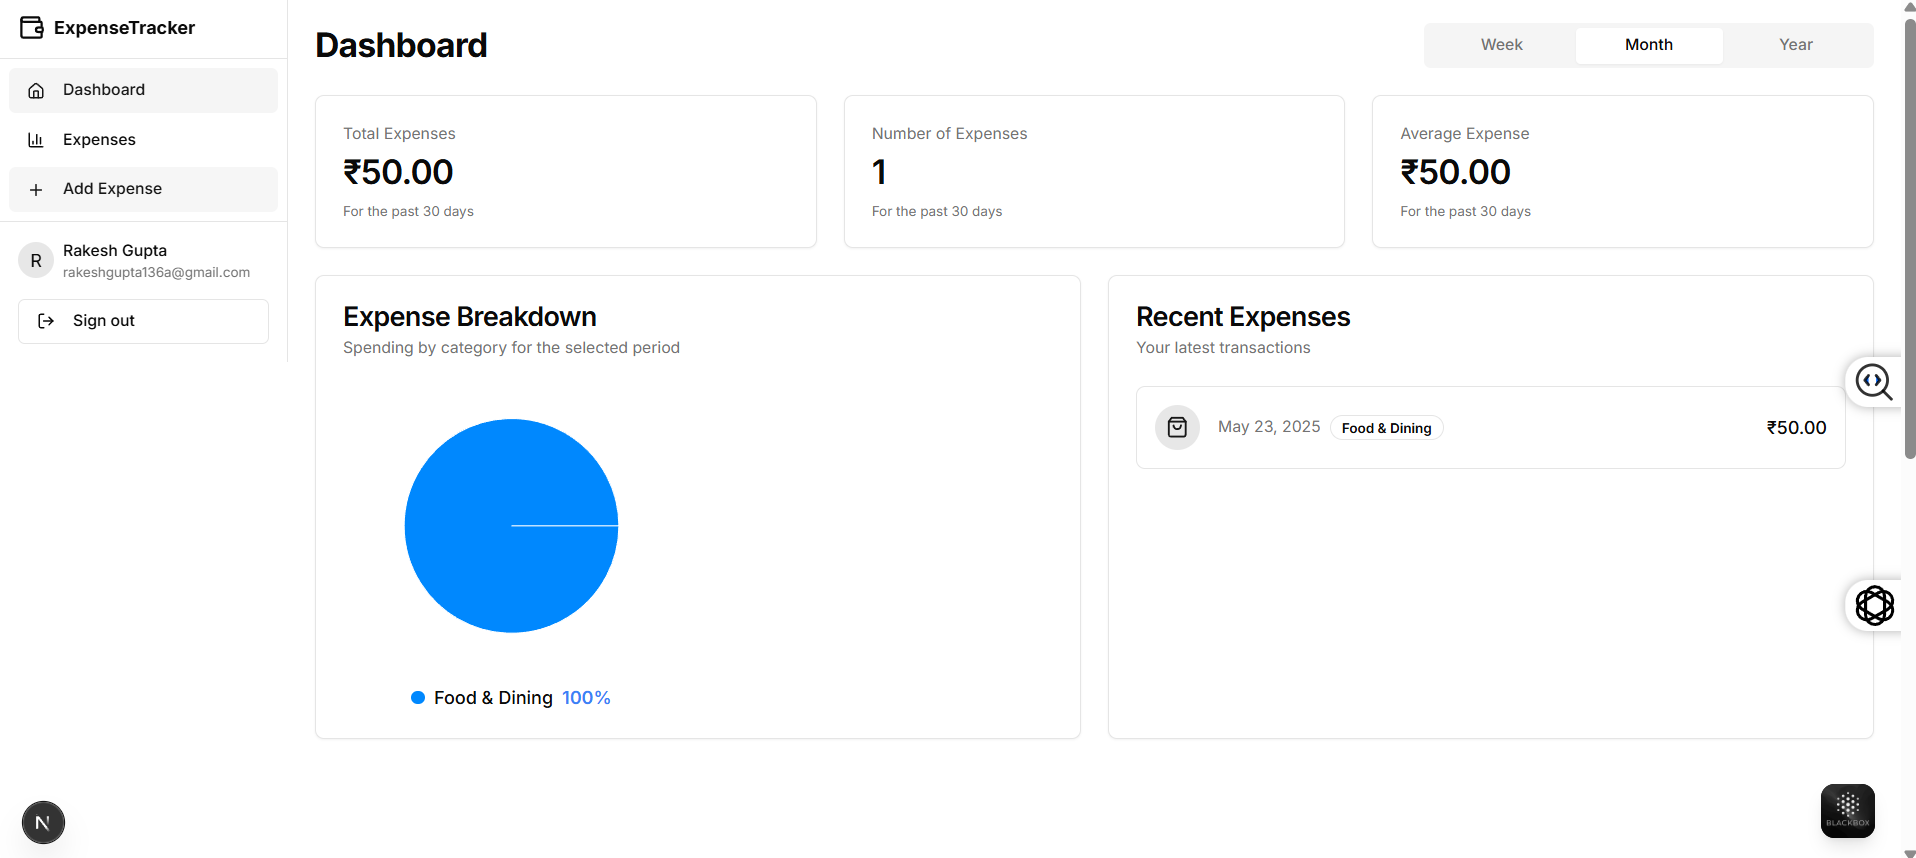 ExpenseTracker
Dashboard
Expenses
Add Expense
R
Rakesh Gupta
rakeshgupta136a@gmail.com
Sign out
Dashboard
Week Month Year
Total Expenses
₹50.00
For the past 30 days
Number of Expenses
1
For the past 30 days
Average Expense
₹50.00
For the past 30 days
Expense Breakdown
Spending by category for the selected period
Food & Dining 100%
Recent Expenses
Your latest transactions
May 23, 2025 Food & Dining ₹50.00
N
BLACKBOX